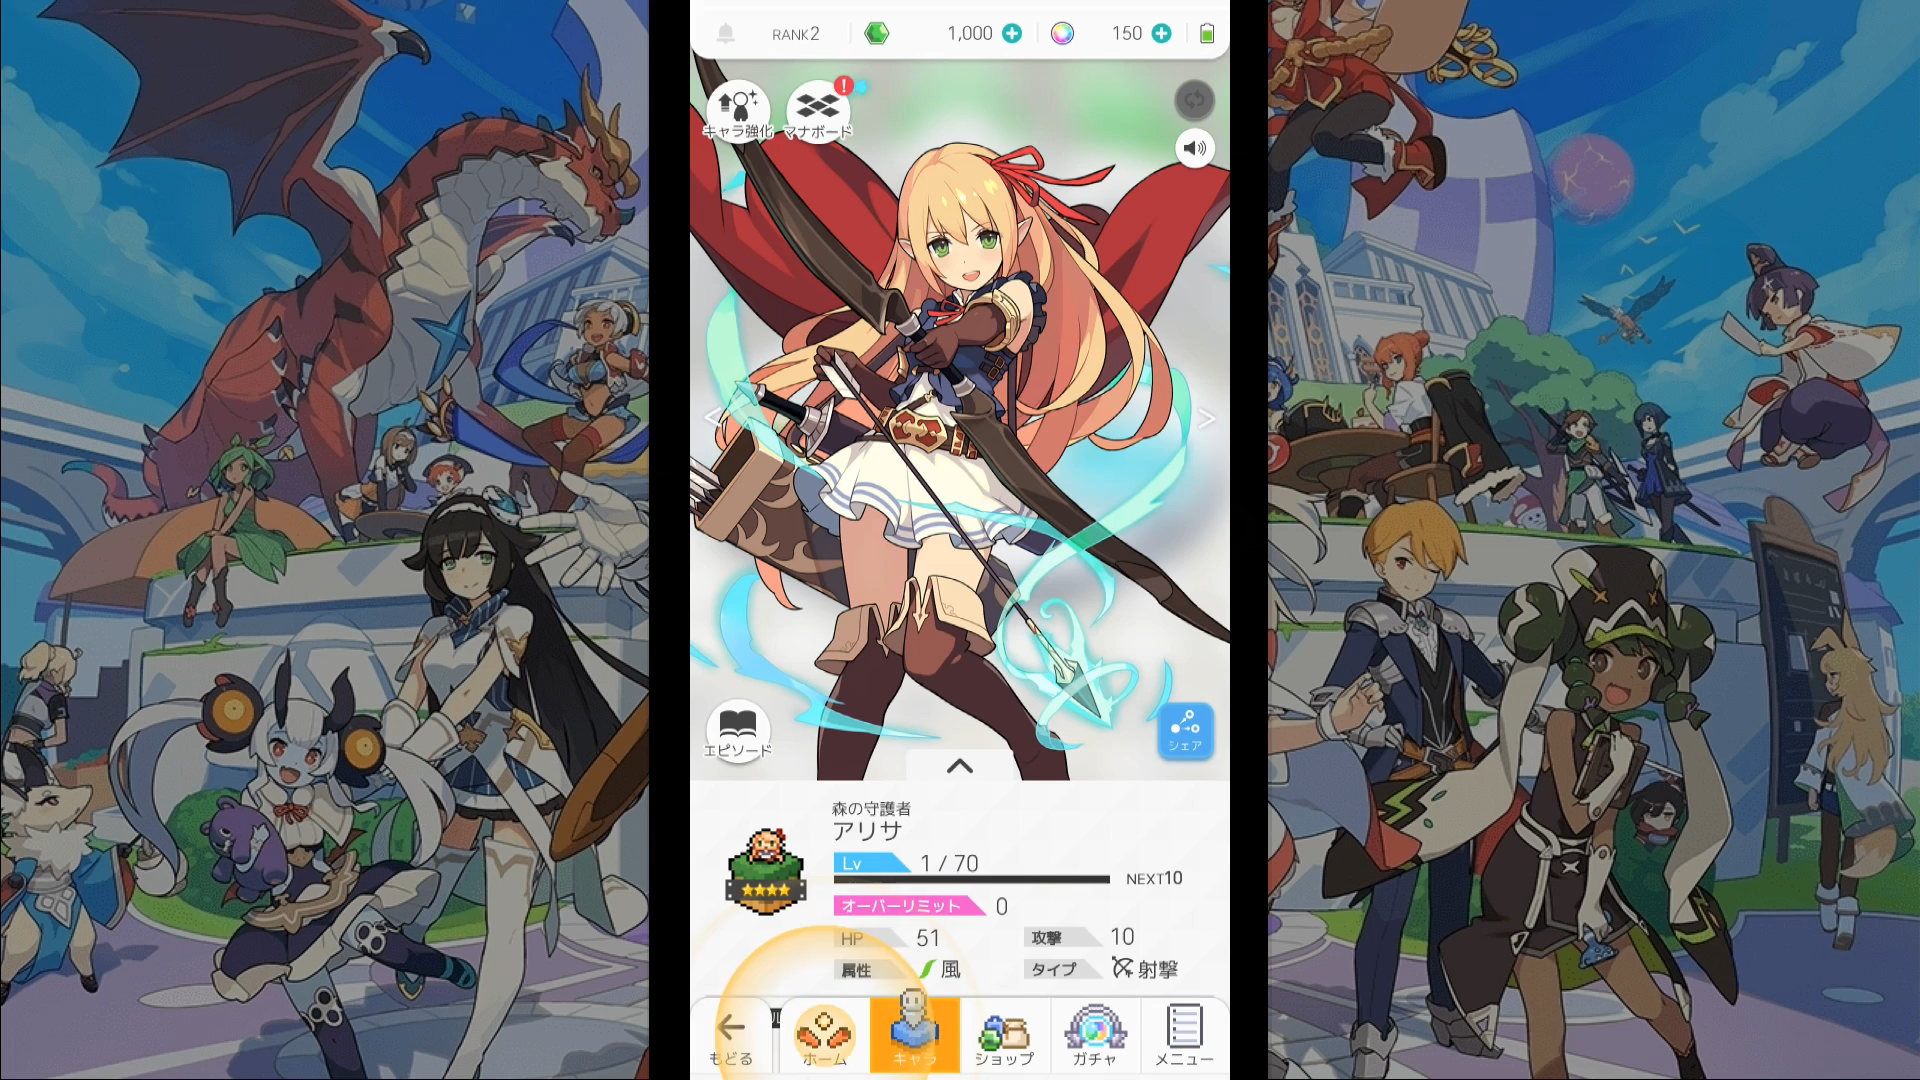 RANK2
1,000
150
キャラ強化
マナボード
エピソード
シェア
森の守護者
アリサ
Lv 1 / 70
NEXT10
オーバーリミット 0
HP 51
攻撃 10
属性 風
タイプ 射撃
もどる
ホーム
キャラ
ショップ
ガチャ
メニュー